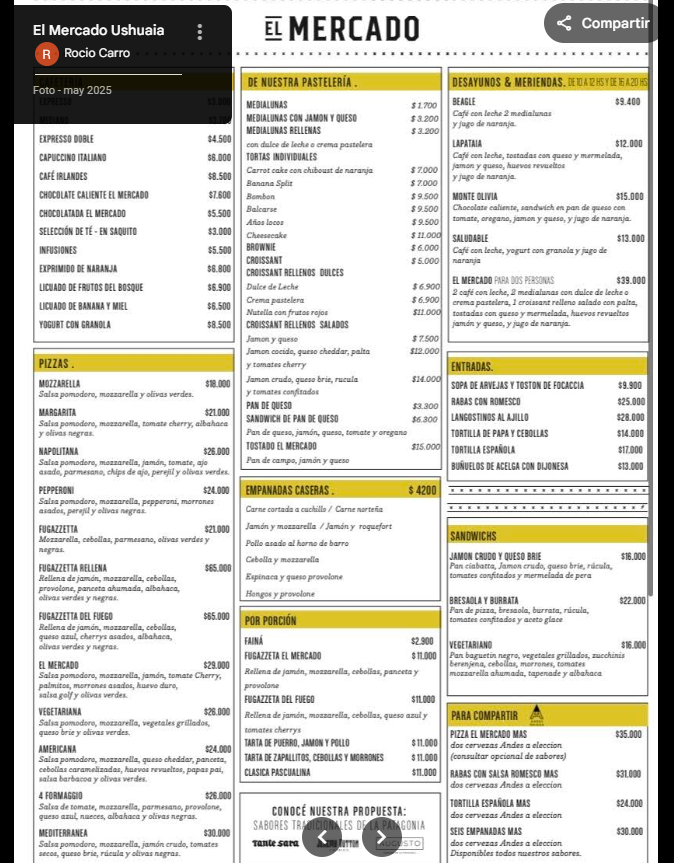 El Mercado Ushuaia
R Rocio Carro
Foto - may 2025
Compartir
EL MERCADO
EXPRESSO DOBLE $4.500
CAPUCCINO ITALIANO $6.000
CAFÉ IRLANDES $8.500
CHOCOLATE CALIENTE EL MERCADO $7.600
CHOCOLATADA EL MERCADO $5.500
SELECCIÓN DE TÉ - EN SAQUITO $3.000
INFUSIONES $5.500
EXPRIMIDO DE NARANJA $6.800
LICUADO DE FRUTOS DEL BOSQUE $6.900
LICUADO DE BANANA Y MIEL $6.500
YOGURT CON GRANOLA $8.500
PIZZAS .
MOZZARELLA $18.000
Salsa pomodoro, mozzarella y olivas verdes.
MARGARITA $21.000
Salsa pomodoro, mozzarella, tomate cherry, albahaca
y olivas negras.
NAPOLITANA $26.000
Salsa pomodoro, mozzarella, jamón, tomate, ajo
asado, parmesano, chips de ajo, perejil y olivas verdes.
PEPPERONI $24.000
Salsa pomodoro, mozzarella, pepperoni, morrones
asados, perejil y olivas negras.
FUGAZZETTA $21.000
Mozzarella, cebollas, parmesano, olivas verdes y
negras.
FUGAZZETTA RELLENA $65.000
Rellena de jamón, mozzarella, cebollas,
provolone, panceta ahumada, albahaca,
olivas verdes y negras.
FUGAZZETTA DEL FUEGO $65.000
Rellena de jamón, mozzarella, cebollas,
queso azul, cherrys asados, albahaca,
olivas verdes y negras.
EL MERCADO $29.000
Salsa pomodoro, mozzarella, jamón, tomate Cherry,
palmitos, morrones asados, huevo duro,
salsa golf y olivas verdes.
VEGETARIANA $26.000
Salsa pomodoro, mozzarella, vegetales grillados,
queso brie y olivas verdes.
AMERICANA $24.000
Salsa pomodoro, mozzarella, queso cheddar, panceta,
cebollas caramelizadas, huevos revueltos, papas pai,
salsa barbacoa y olivas verdes.
4 FORMAGGIO $26.000
Salsa de tomate, mozzarella, parmesano, provolone,
queso azul, nueces, albahaca y olivas verdes.
MEDITERRANEA $30.000
Salsa pomodoro, mozzarella, jamón crudo, tomates
secos, queso brie, rúcula y olivas negras.
DE NUESTRA PASTELERÍA .
MEDIALUNAS $ 1.700
MEDIALUNAS CON JAMON Y QUESO $ 3.200
MEDIALUNAS RELLENAS $ 3.200
con dulce de leche o crema pastelera
TORTAS INDIVIDUALES
Carrot cake con chiboust de naranja $ 7.000
Banana Split $ 7.000
Bombon $ 9.500
Balcarse $ 9.500
Años locos $ 9.500
Cheesecake $ 11.000
BROWNIE $ 6.000
CROISSANT $ 5.000
CROISSANT RELLENOS DULCES
Dulce de Leche $ 6.900
Crema pastelera $ 6.900
Nutella con frutos rojos $11.000
CROISSANT RELLENOS SALADOS
Jamon y queso $ 7.500
Jamon cocido, queso cheddar, palta $12.000
y tomates cherry
Jamon crudo, queso brie, rucula $14.000
y tomates confitados
PAN DE QUESO $3.300
SANDWICH DE PAN DE QUESO $6.300
Pan de queso, jamón, queso, tomate y oregano
TOSTADO EL MERCADO $15.000
Pan de campo, jamón y queso
EMPANADAS CASERAS . $ 4200
Carne cortada a cuchillo / Carne norteña
Jamón y mozzarella / Jamón y roquefort
Pollo asado al horno de barro
Cebolla y mozzarella
Espinaca y queso provolone
Hongos y provolone
POR PORCIÓN
FAINÁ $2.900
FUGAZZETA EL MERCADO $ 11.000
Rellena de jamón, mozzarella, cebollas, panceta y
provolone
FUGAZZETA DEL FUEGO $11.000
Rellena de jamón, mozzarella, cebollas, queso azul y
tomates cherrys
TARTA DE PUERRO, JAMON Y POLLO $ 11.000
TARTA DE ZAPALLITOS, CEBOLLAS Y MORRONES $ 11.000
CLASICA PASCUALINA $11.000
CONOCÉ NUESTRA PROPUESTA:
SABORES TRADICIONALES DE LA PATAGONIA
Tante Sara
AUGUSTO
DESAYUNOS & MERIENDAS. DE 10 A 12 HS Y DE 16 A 20 HS
BEAGLE $9.400
Café con leche 2 medialunas
y jugo de naranja.
LAPATAIA $12.000
Café con leche, tostadas con queso y mermelada,
jamon y queso, huevos revueltos
y jugo de naranja.
MONTE OLIVIA $15.000
Chocolate caliente, sandwich en pan de queso con
tomate, oregano, jamon y queso, y jugo de naranja.
SALUDABLE $13.000
Café con leche, yogurt con granola y jugo de
naranja
EL MERCADO PARA DOS PERSONAS $39.000
2 café con leche, 2 medialunas con dulce de leche o
crema pastelera, 1 croissant relleno salado con palta,
tostadas con queso y mermelada, huevos revueltos
jamón y queso, y jugo de naranja.
ENTRADAS.
SOPA DE ARVEJAS Y TOSTON DE FOCACCIA $9.900
RABAS CON ROMESCO $25.000
LANGOSTINOS AL AJILLO $28.000
TORTILLA DE PAPA Y CEBOLLAS $14.000
TORTILLA ESPAÑOLA $17.000
BUÑUELOS DE ACELGA CON DIJONESA $13.000
SANDWICHS
JAMON CRUDO Y QUESO BRIE $16.000
Pan ciabatta, Jamon crudo, queso brie, rúcula,
tomates confitados y mermelada de pera
BRESAOLA Y BURRATA $22.000
Pan de pizza, bresaola, burrata, rúcula,
tomates confitados y aceto glace
VEGETARIANO $16.000
Pan baguetin negro, vegetales grillados, zucchinis
berenjena, cebollas, morrones, tomates
mozzarella ahumada, tapenade y albahaca
PARA COMPARTIR
PIZZA EL MERCADO MAS $35.000
dos cervezas Andes a eleccion
(consultar opcional de sabores)
RABAS CON SALSA ROMESCO MAS $31.000
dos cervezas Andes a eleccion
TORTILLA ESPAÑOLA MAS $24.000
dos cervezas Andes a eleccion
SEIS EMPANADAS MAS $30.000
dos cervezas Andes a eleccion
Disponibles todos nuestros sabores.